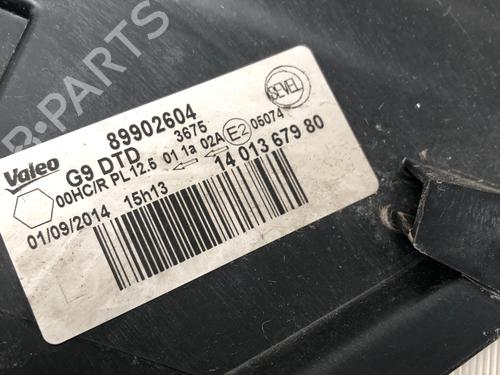 89902604
SEVEL
Valeo
G9 DTD
3675
00HC/R PL 12.5 01 1a 02A E2 05074
14 013 679 80
01/09/2014 15h13
PARTS